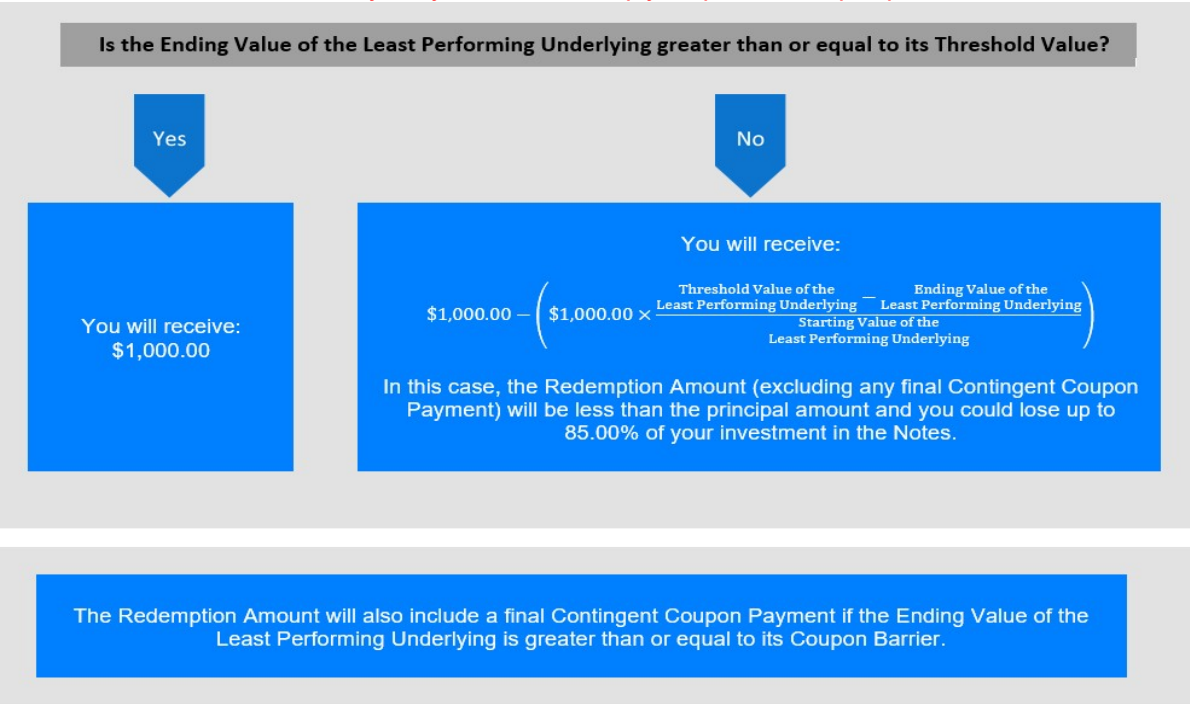 Is the Ending Value of the Least Performing Underlying greater than or equal to its Threshold Value?
Yes
No
You will receive:
$1,000.00
You will receive:
$1,000.00 − ($1,000.00 × (Threshold Value of the Least Performing Underlying − Ending Value of the Least Performing Underlying) / Starting Value of the Least Performing Underlying)
In this case, the Redemption Amount (excluding any final Contingent Coupon
Payment) will be less than the principal amount and you could lose up to
85.00% of your investment in the Notes.
The Redemption Amount will also include a final Contingent Coupon Payment if the Ending Value of the
Least Performing Underlying is greater than or equal to its Coupon Barrier.